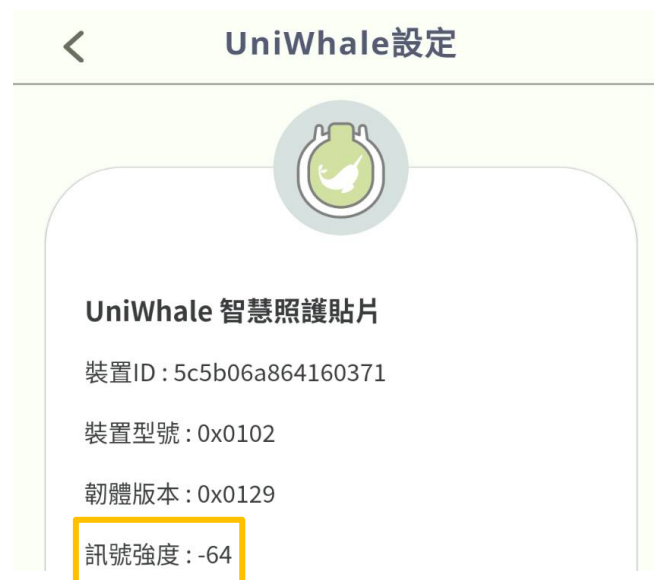 UniWhale設定
UniWhale 智慧照護貼片
裝置ID : 5c5b06a864160371
裝置型號 : 0x0102
韌體版本 : 0x0129
訊號強度 : -64